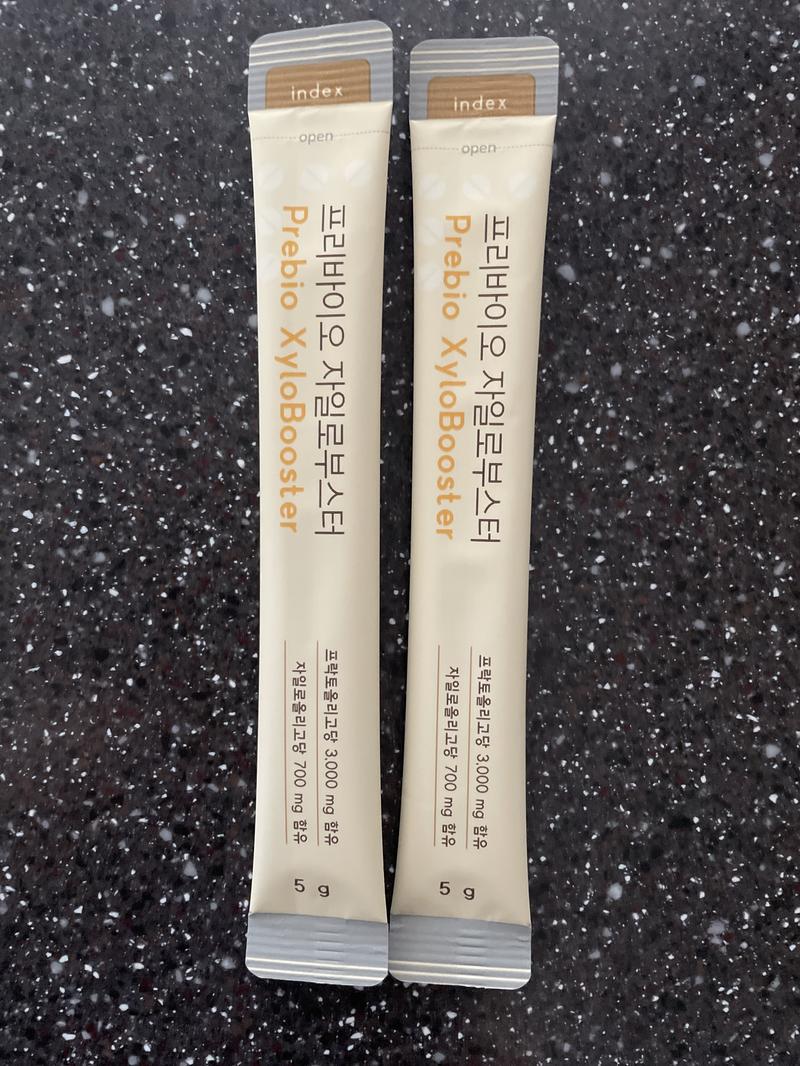 index
open
프리바이오 자일로부스터
Prebio XyloBooster
프락토올리고당 3,000 mg 함유
자일로올리고당 700 mg 함유
5 g
index
open
프리바이오 자일로부스터
Prebio XyloBooster
프락토올리고당 3,000 mg 함유
자일로올리고당 700 mg 함유
5 g